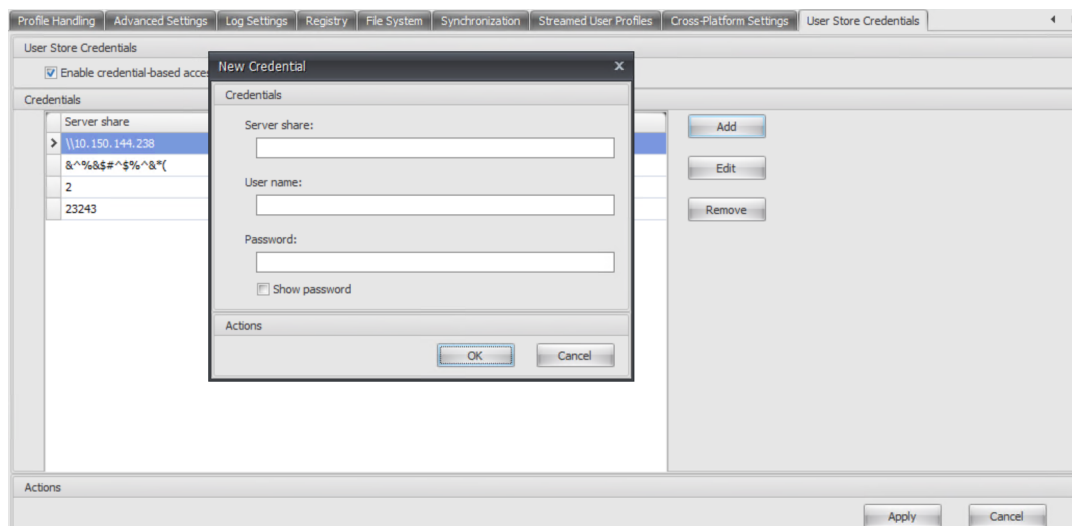 Profile Handling Advanced Settings Log Settings Registry File System Synchronization Streamed User Profiles Cross-Platform Settings User Store Credentials
User Store Credentials
Enable credential-based
New Credential x
Credentials
Credentials
Server share
Server share:
Add
\\10.150.144.238
&^%&$#^$%^&*(
Edit
User name:
2
23243
Remove
Password:
Show password
Actions
OK Cancel
Actions
Apply Cancel